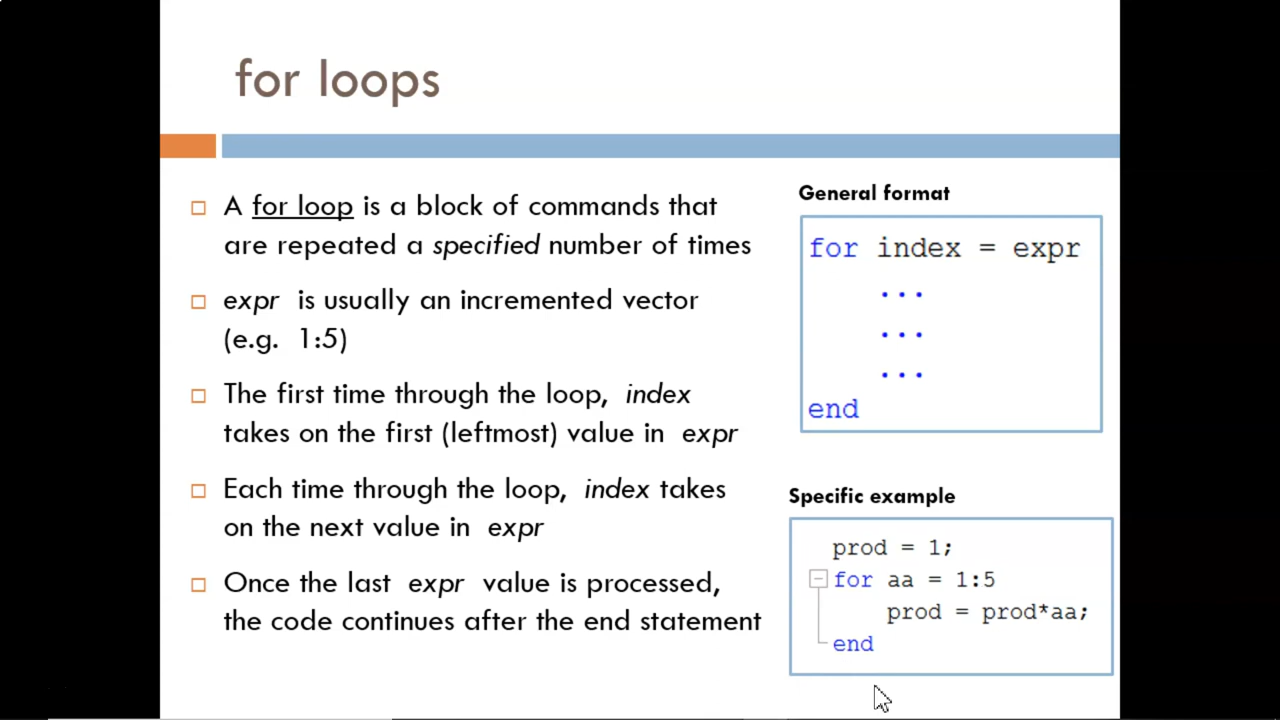 for loops
A for loop is a block of commands that
are repeated a specified number of times
expr is usually an incremented vector
(e.g. 1:5)
The first time through the loop, index
takes on the first (leftmost) value in expr
Each time through the loop, index takes
on the next value in expr
Once the last expr value is processed,
the code continues after the end statement
General format
for index = expr
...
...
...
end
Specific example
prod = 1;
for aa = 1:5
prod = prod*aa;
end